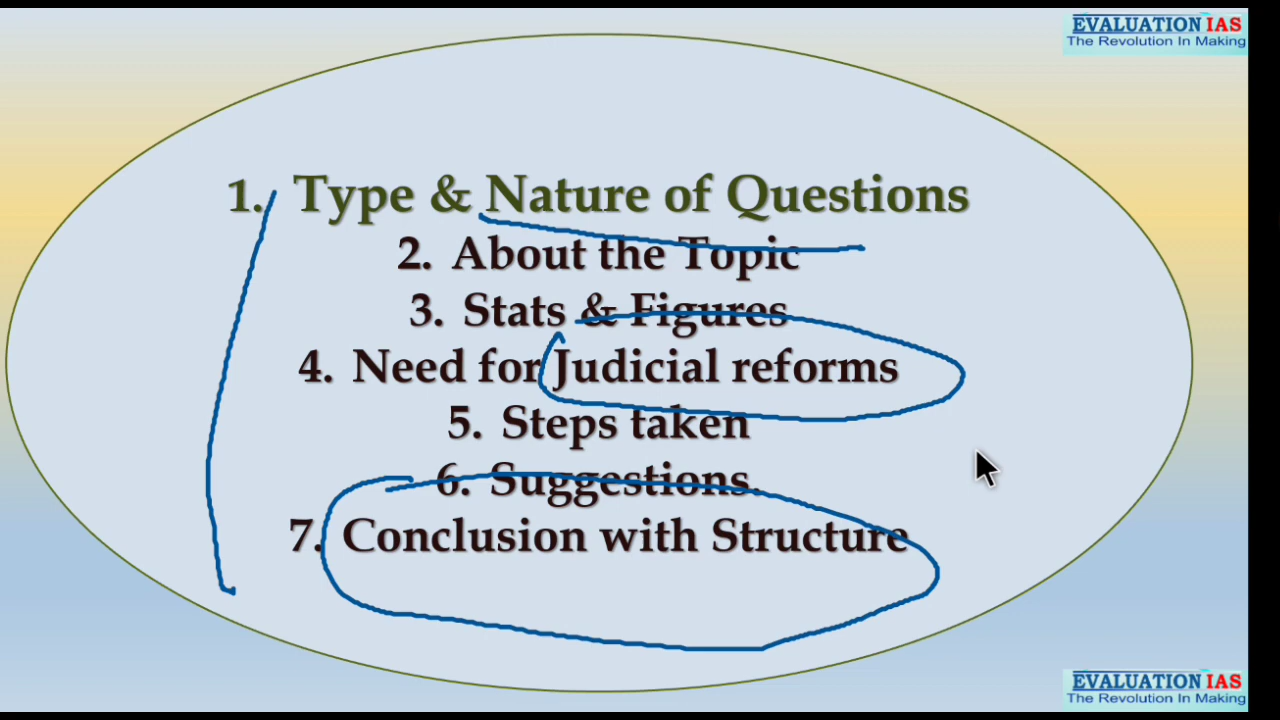 EVALUATION IAS
The Revolution In Making
1. Type & Nature of Questions
2. About the Topic
3. Stats & Figures
4. Need for Judicial reforms
5. Steps taken
6. Suggestions.
7. Conclusion with Structure
EVALUATION IAS
The Revolution In Making